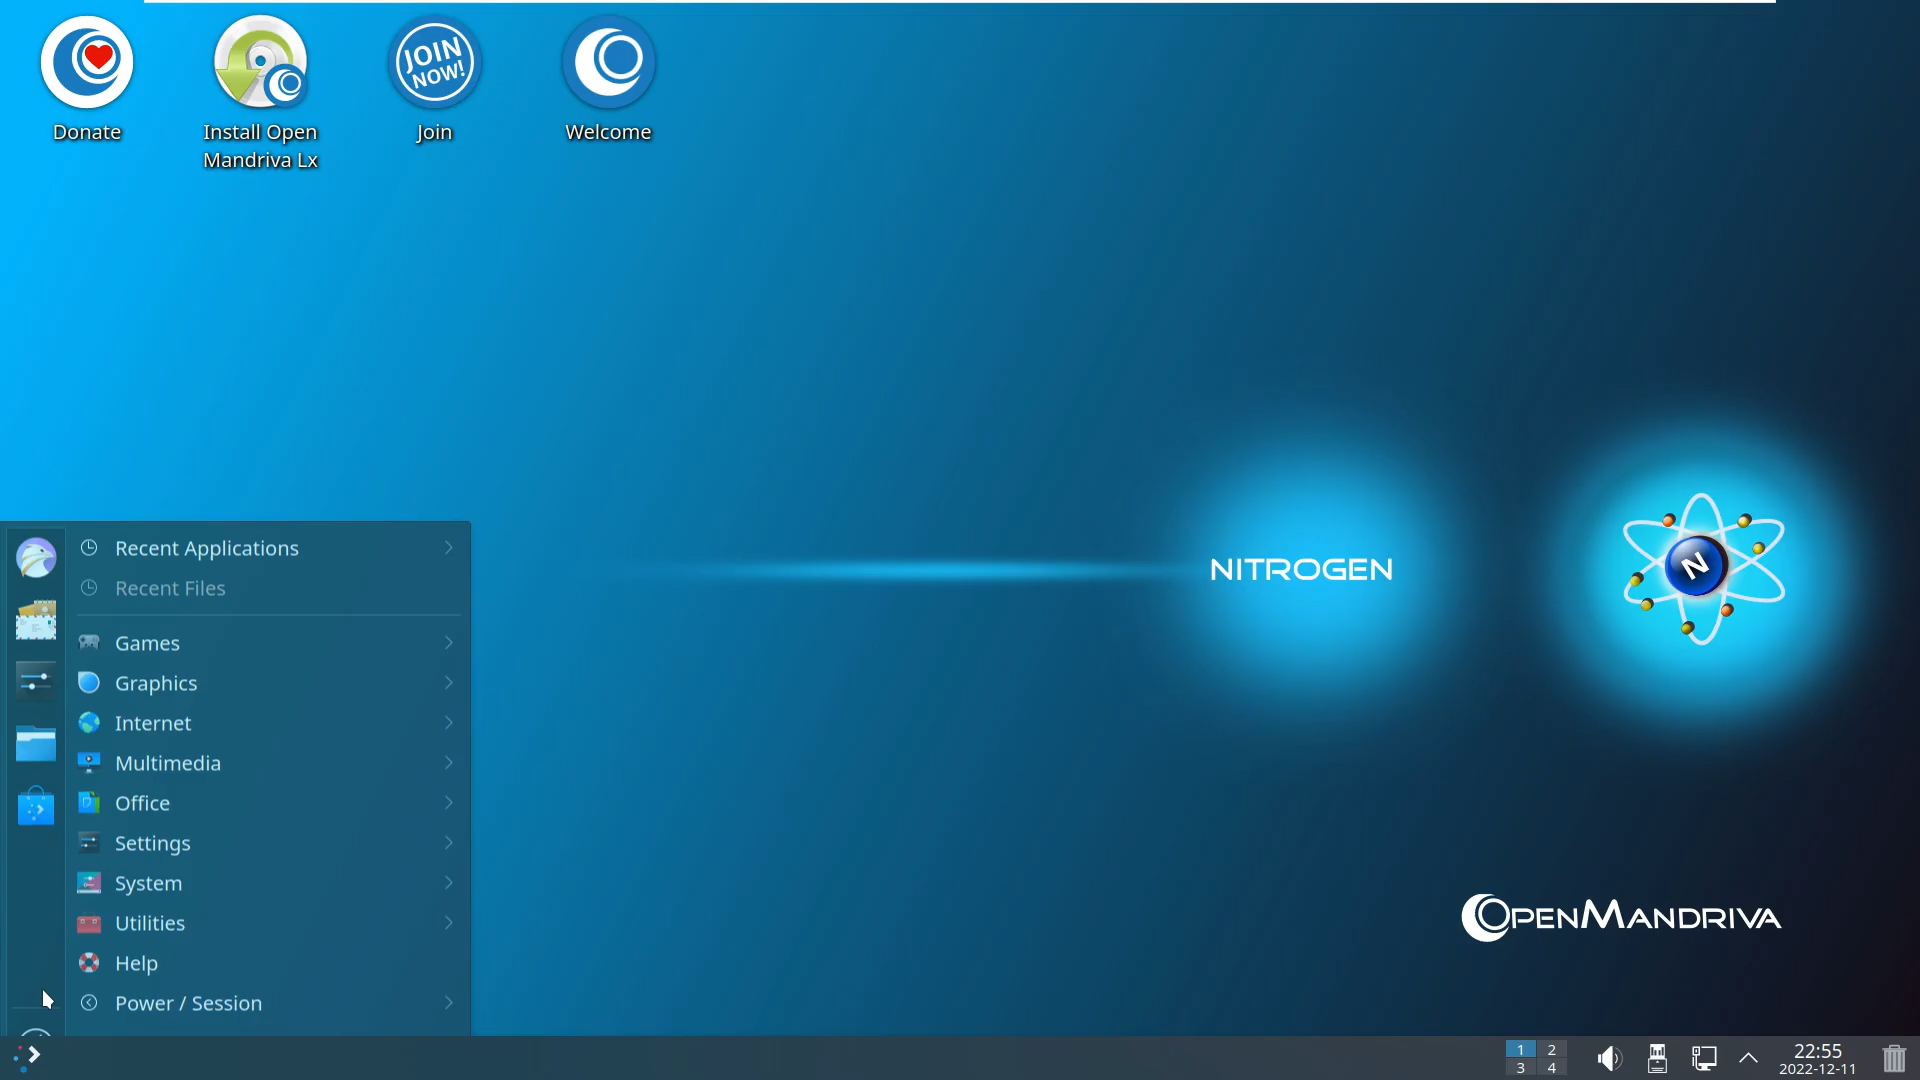 JOIN
NOW!
Donate
Install Open
Mandriva Lx
Join
Welcome
Recent Applications
Recent Files
Games
Graphics
Internet
Multimedia
Office
Settings
System
Utilities
Help
Power / Session
NITROGEN
N
OPENMANDRIVA
1 2
3 4
22:55
2022-12-11